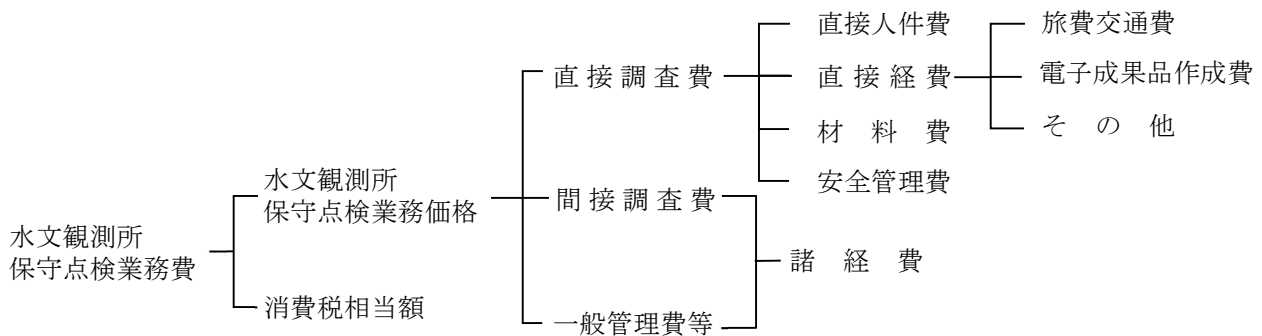 直接人件費
旅費交通費
直接調査費
直接経費
電子成果品作成費
材料費
その他
水文観測所
保守点検業務価格
安全管理費
間接調査費
水文観測所
保守点検業務費
諸経費
消費税相当額
一般管理費等